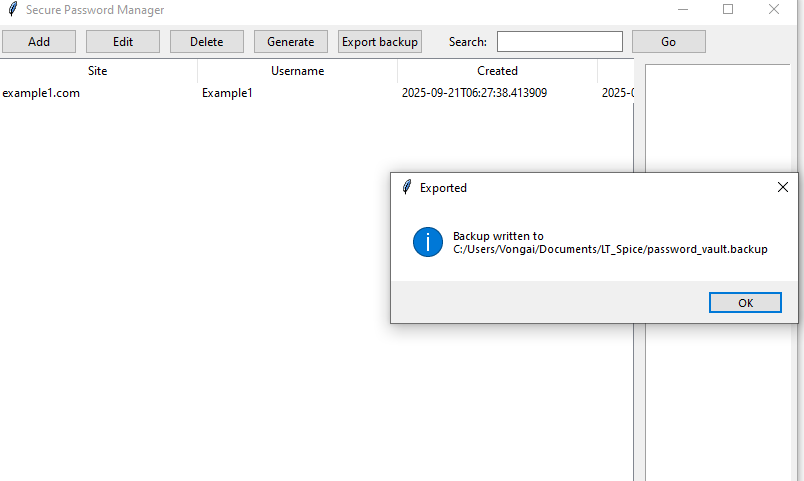 Secure Password Manager
Add Edit Delete Generate Export backup Search: Go
Site Username Created
example1.com Example1 2025-09-21T06:27:38.413909 2025-0
Exported
Backup written to
C:/Users/Vongai/Documents/LT_Spice/password_vault.backup
OK